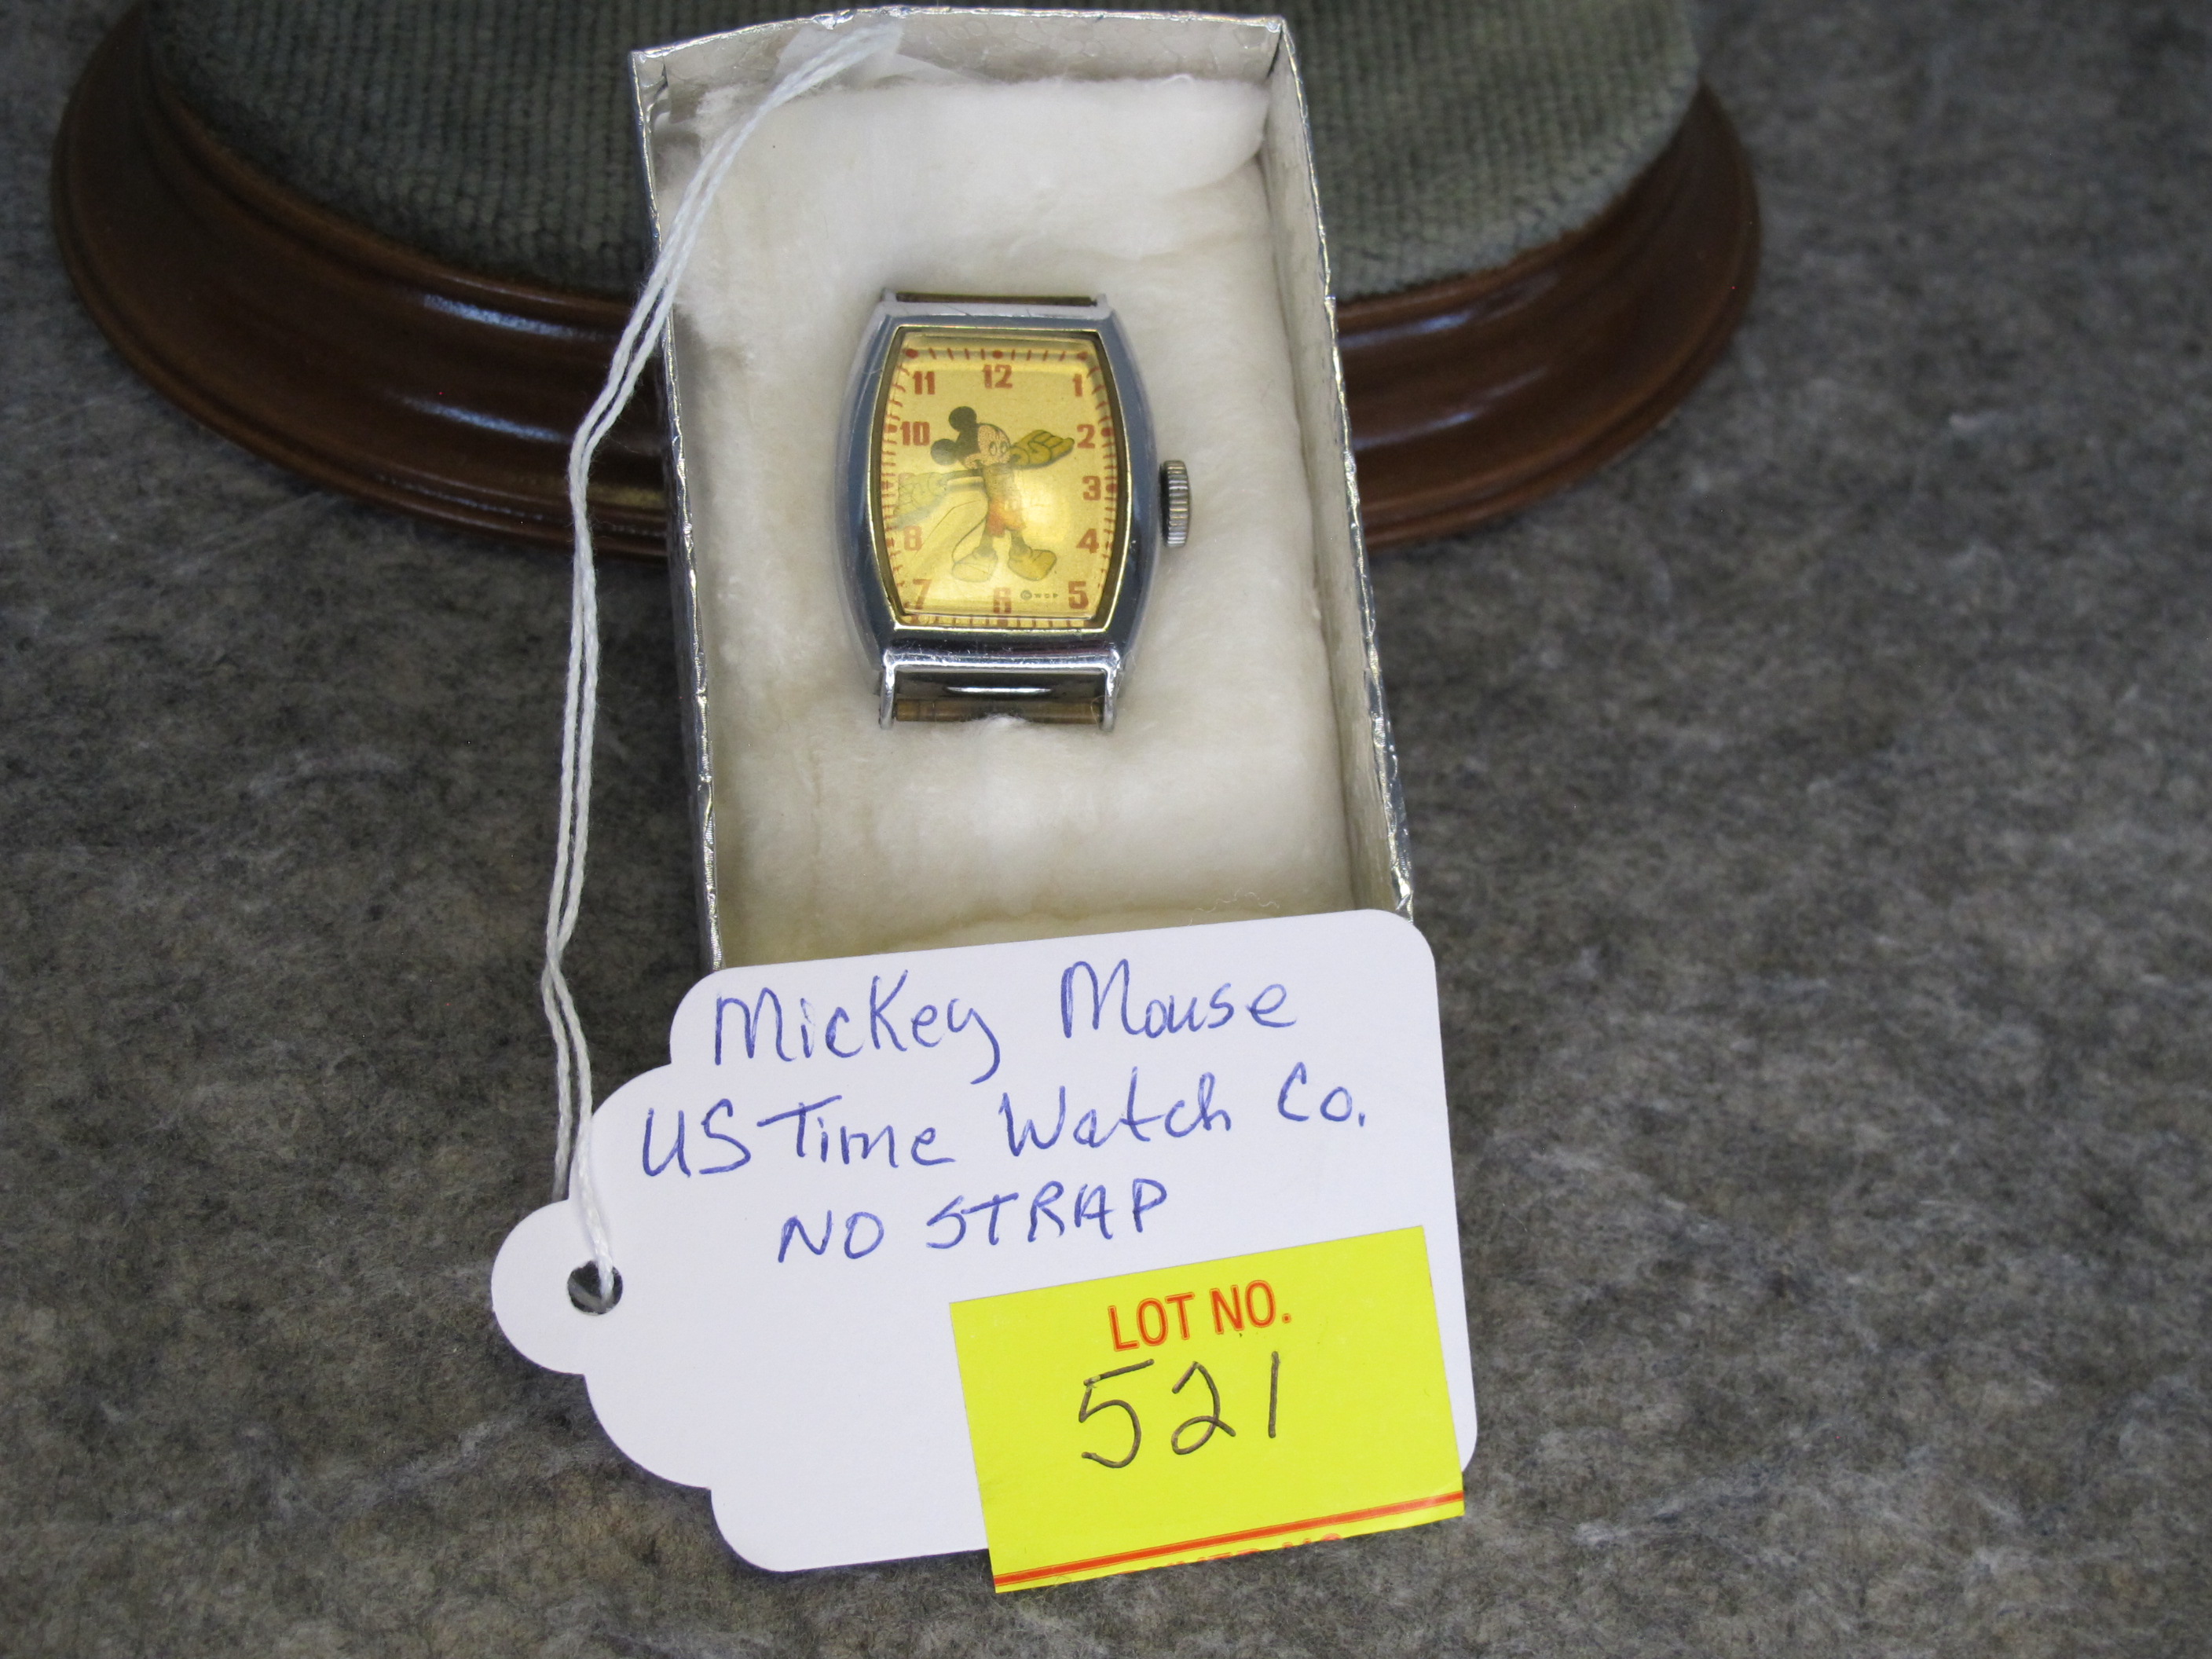 11 12 1
10 2
3
8 4
7 6 5
WDP
Mickey Mouse
US Time Watch Co.
NO STRAP
LOT NO.
521